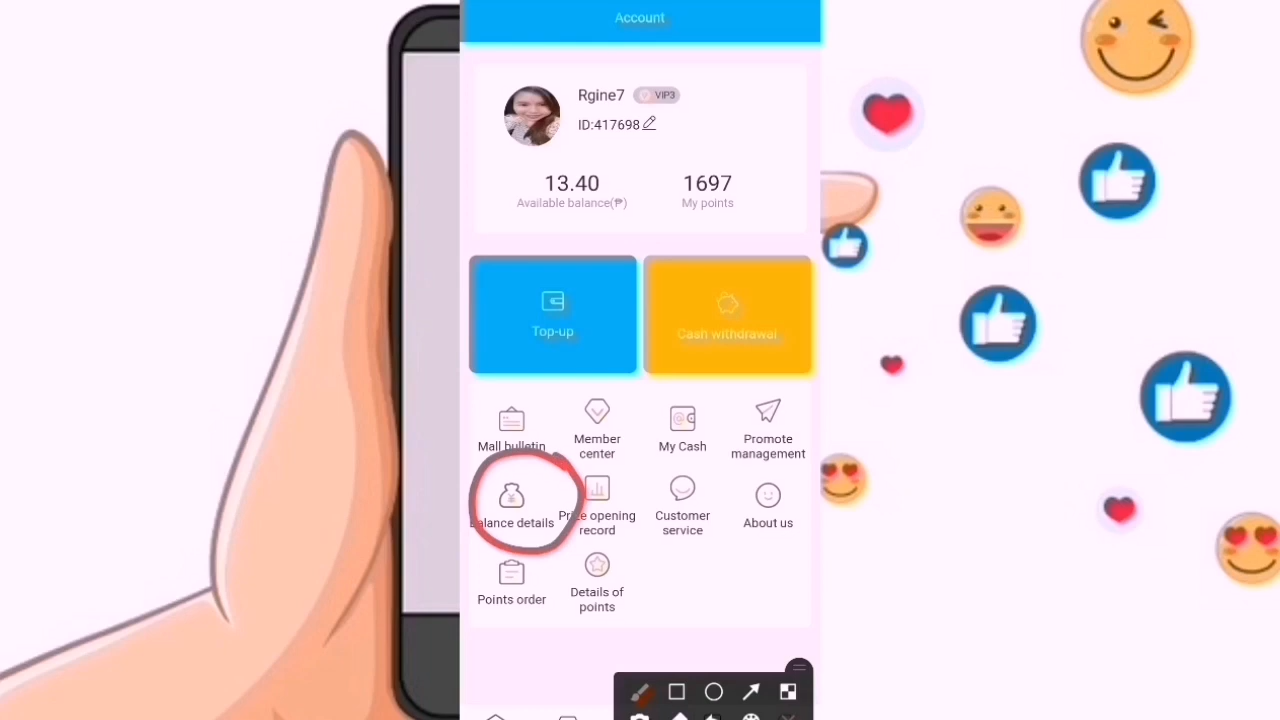 Account
Rgine7 VIP3
ID:417698
13.40 1697
Available balance(₱) My points
Top-up Cash withdrawal
Mall bulletin
Member
center
My Cash
Promote
management
Balance details
Prize opening
record
Customer
service
About us
Points order
Details of
points